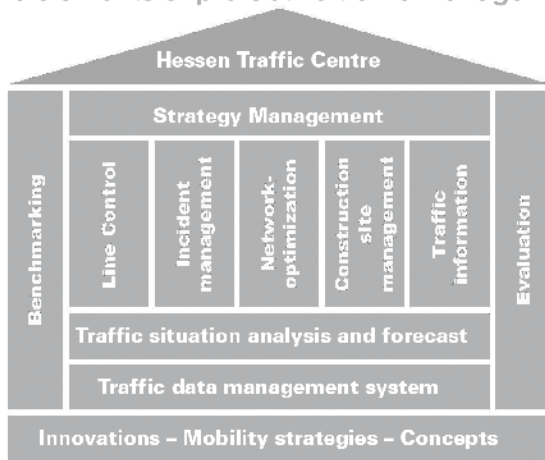 Hessen Traffic Centre
Strategy Management
Benchmarking
Line Control
Incident
management
Network-
optimization
Construction
site
management
Traffic
information
Evaluation
Traffic situation analysis and forecast
Traffic data management system
Innovations – Mobility strategies – Concepts